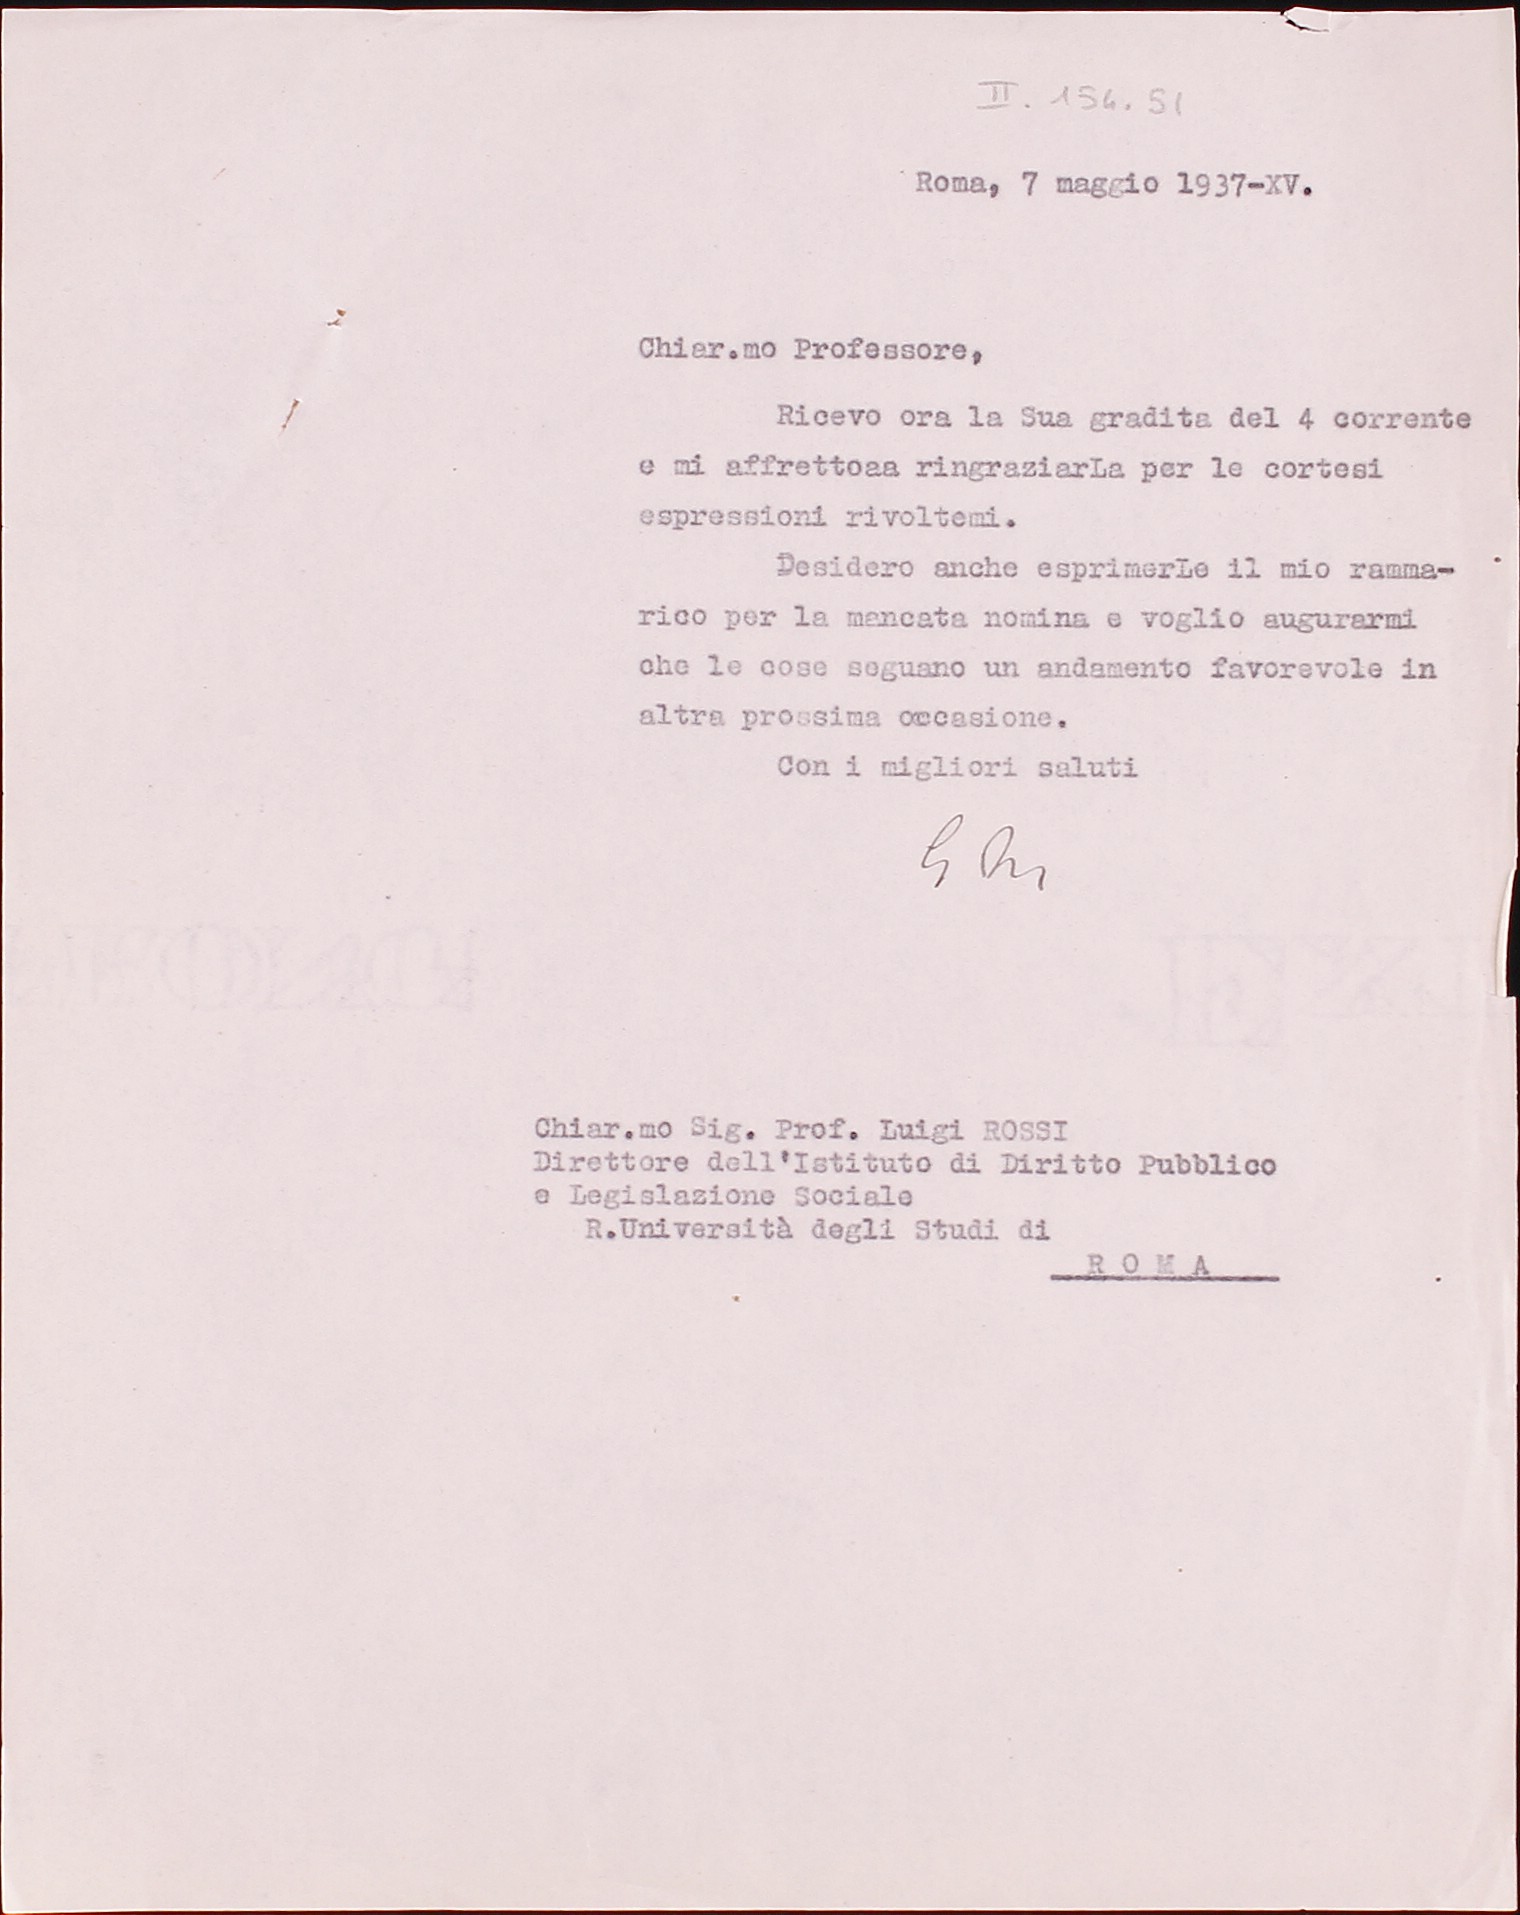 II. 154. 51
Roma, 7 maggio 1937-XV.
Chiar.mo Professore,
Ricevo ora la Sua gradita del 4 corrente
e mi affrettoaa ringraziarLa per le cortesi
espressioni rivoltemi.
Desidero anche esprimerLe il mio ramma-
rico per la mancata nomina e voglio augurarmi
che le cose seguano un andamento favorevole in
altra prossima occasione.
Con i migliori saluti
Chiar.mo Sig. Prof. Luigi ROSSI
Direttore dell'Istituto di Diritto Pubblico
e Legislazione Sociale
R.Università degli Studi di
R O M A